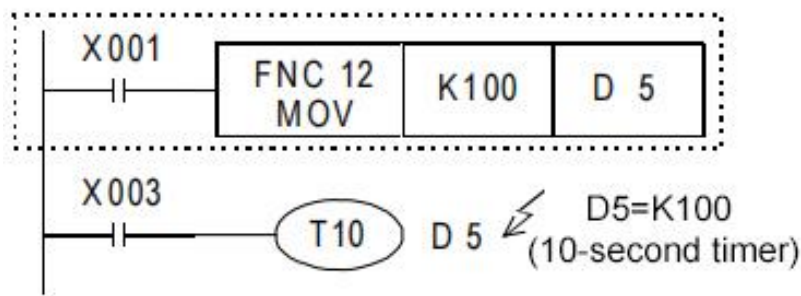 X001
FNC 12 MOV K100 D 5
X003
T10 D 5 D5=K100
(10-second timer)